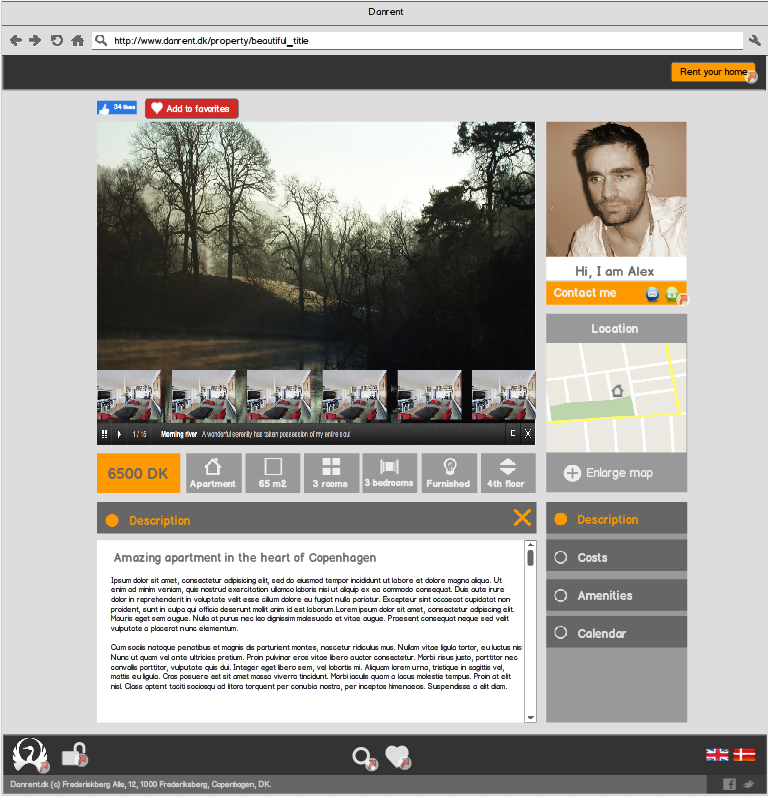 Danrent
http://www.danrent.dk/property/beautiful_title
Rent your home
34 likes
Add to favorites
Hi, I am Alex
Contact me
Location
Enlarge map
1 / 15 Morning river A wonderful serenity has taken possession of my entire soul
6500 DK
Apartment
65 m2
3 rooms
3 bedrooms
Furnished
4th floor
Description
Amazing apartment in the heart of Copenhagen
Ipsum dolor sit amet, consectetur adipisicing elit, sed do eiusmod tempor incididunt ut labore et dolore magna aliqua. Ut
enim ad minim veniam, quis nostrud exercitation ullamco laboris nisi ut aliquip ex ea commodo consequat. Duis aute irure
dolor in reprehenderit in voluptate velit esse cillum dolore eu fugiat nulla pariatur. Excepteur sint occaecat cupidatat non
proident, sunt in culpa qui officia deserunt mollit anim id est laborum.Lorem ipsum dolor sit amet, consectetur adipiscing elit.
Mauris eget sem augue. Nulla at purus nec leo dignissim malesuada et vitae augue. Praesent consequat neque sed velit
vulputate a placerat nunc elementum.
Cum sociis natoque penatibus et magnis dis parturient montes, nascetur ridiculus mus. Nullam vitae ligula tortor, eu luctus nisi
Nunc ut quam vel ante ultricies pretium. Proin pulvinar eros vitae libero auctor consectetur. Morbi risus justo, porttitor nec
convallis porttitor, vulputate quis dui. Integer eget libero sem, vel lobortis mi. Aliquam lorem urna, tristique in sagittis vel,
mattis eu ligula. Cras posuere est sit amet massa viverra tincidunt. Morbi iaculis quam a lacus molestie tempus. Proin at elit
nisl. Class aptent taciti sociosqu ad litora torquent per conubia nostra, per inceptos himenaeos. Suspendisse a elit diam.
Description
Costs
Amenities
Calendar
Danrent.dk (c) Frederiskberg Alle, 12, 1000 Frederiksberg, Copenhagen, DK.